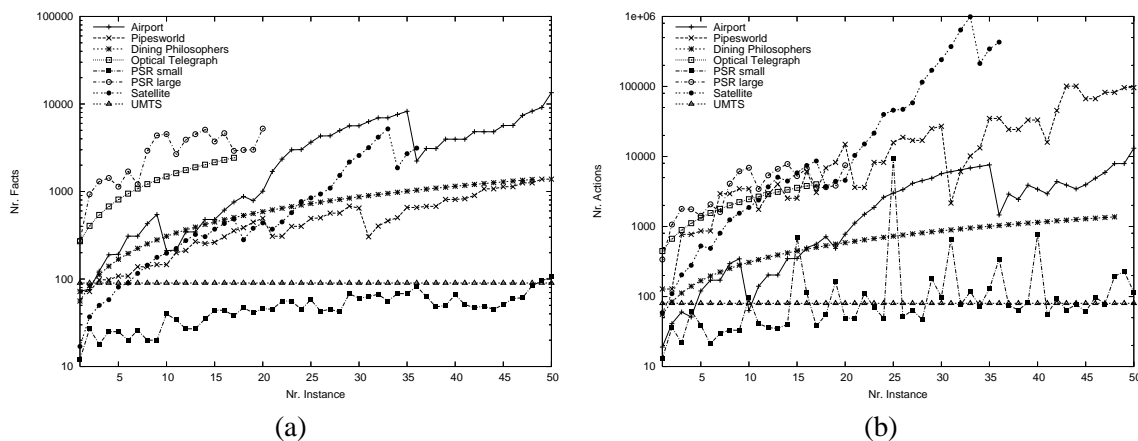 100000
10000
1000
100
10
Nr. Facts
Airport
Pipesworld
Dining Philosophers
Optical Telegraph
PSR small
PSR large
Satellite
UMTS
5 10 15 20 25 30 35 40 45 50
Nr. Instance
(a)
1e+06
100000
10000
1000
100
10
Nr. Actions
Airport
Pipesworld
Dining Philosophers
Optical Telegraph
PSR small
PSR large
Satellite
UMTS
5 10 15 20 25 30 35 40 45 50
Nr. Instance
(b)